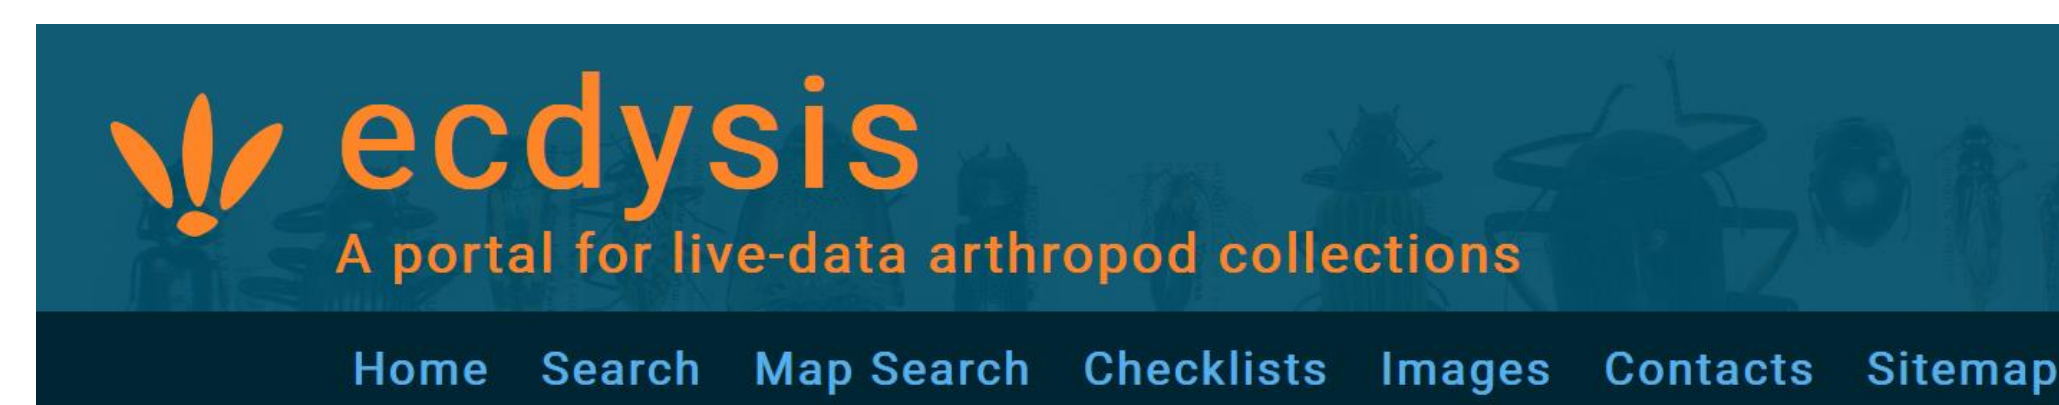 ecdysis
A portal for live-data arthropod collections
Home Search Map Search Checklists Images Contacts Sitemap